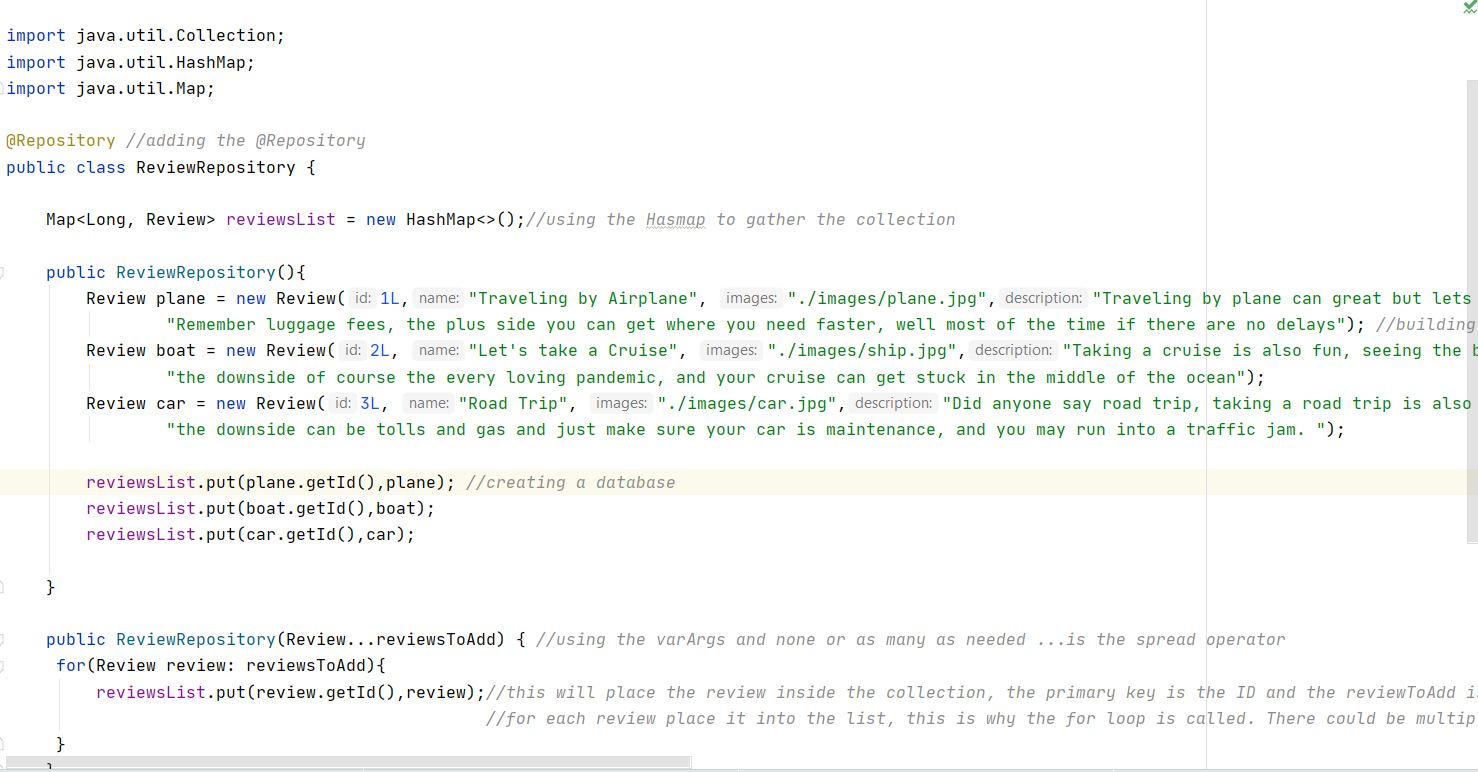 import java.util.Collection;
import java.util.HashMap;
import java.util.Map;
@Repository //adding the @Repository
public class ReviewRepository {
Map<Long, Review> reviewsList = new HashMap<>();//using the Hasmap to gather the collection
public ReviewRepository(){
Review plane = new Review( id: 1L, name: "Traveling by Airplane", images: "./images/plane.jpg", description: "Traveling by plane can great but lets
"Remember luggage fees, the plus side you can get where you need faster, well most of the time if there are no delays"); //building
Review boat = new Review( id: 2L, name: "Let's take a Cruise", images: "./images/ship.jpg", description: "Taking a cruise is also fun, seeing the b
"the downside of course the every loving pandemic, and your cruise can get stuck in the middle of the ocean");
Review car = new Review( id: 3L, name: "Road Trip", images: "./images/car.jpg", description: "Did anyone say road trip, taking a road trip is also
"the downside can be tolls and gas and just make sure your car is maintenance, and you may run into a traffic jam. ");
reviewsList.put(plane.getId(),plane); //creating a database
reviewsList.put(boat.getId(),boat);
reviewsList.put(car.getId(),car);
}
public ReviewRepository(Review...reviewsToAdd) { //using the varArgs and none or as many as needed ...is the spread operator
for(Review review: reviewsToAdd){
reviewsList.put(review.getId(),review);//this will place the review inside the collection, the primary key is the ID and the reviewToAdd i
//for each review place it into the list, this is why the for loop is called. There could be multip
}